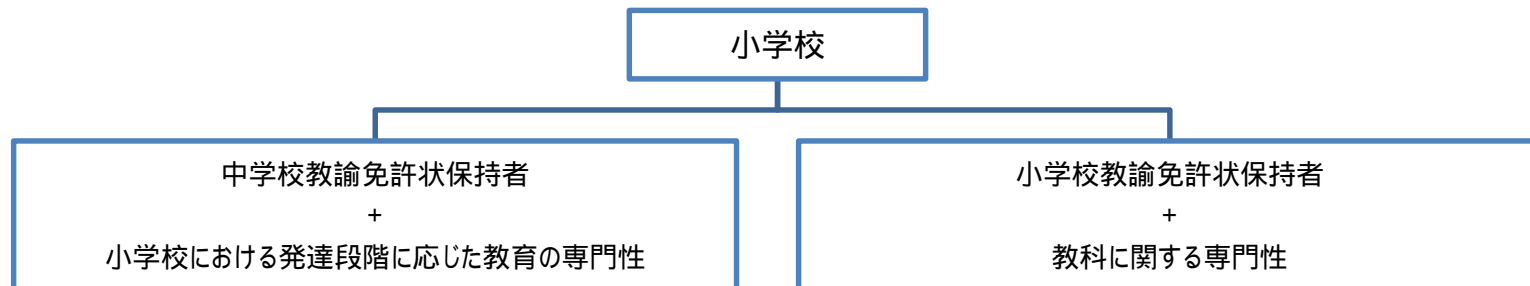 小学校
中学校教諭免許状保持者
+
小学校における発達段階に応じた教育の専門性
小学校教諭免許状保持者
+
教科に関する専門性